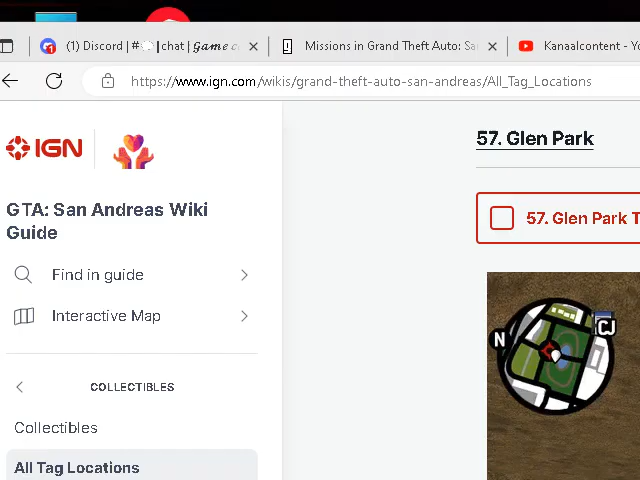 (1) Discord | # |chat | 𝓖𝓪𝓶𝓮 𝓬
Missions in Grand Theft Auto: Sa
Kanaalcontent - Yo
https://www.ign.com/wikis/grand-theft-auto-san-andreas/All_Tag_Locations
IGN
GTA: San Andreas Wiki
Guide
Find in guide
Interactive Map
COLLECTIBLES
Collectibles
All Tag Locations
57. Glen Park
57. Glen Park T
N
CJ